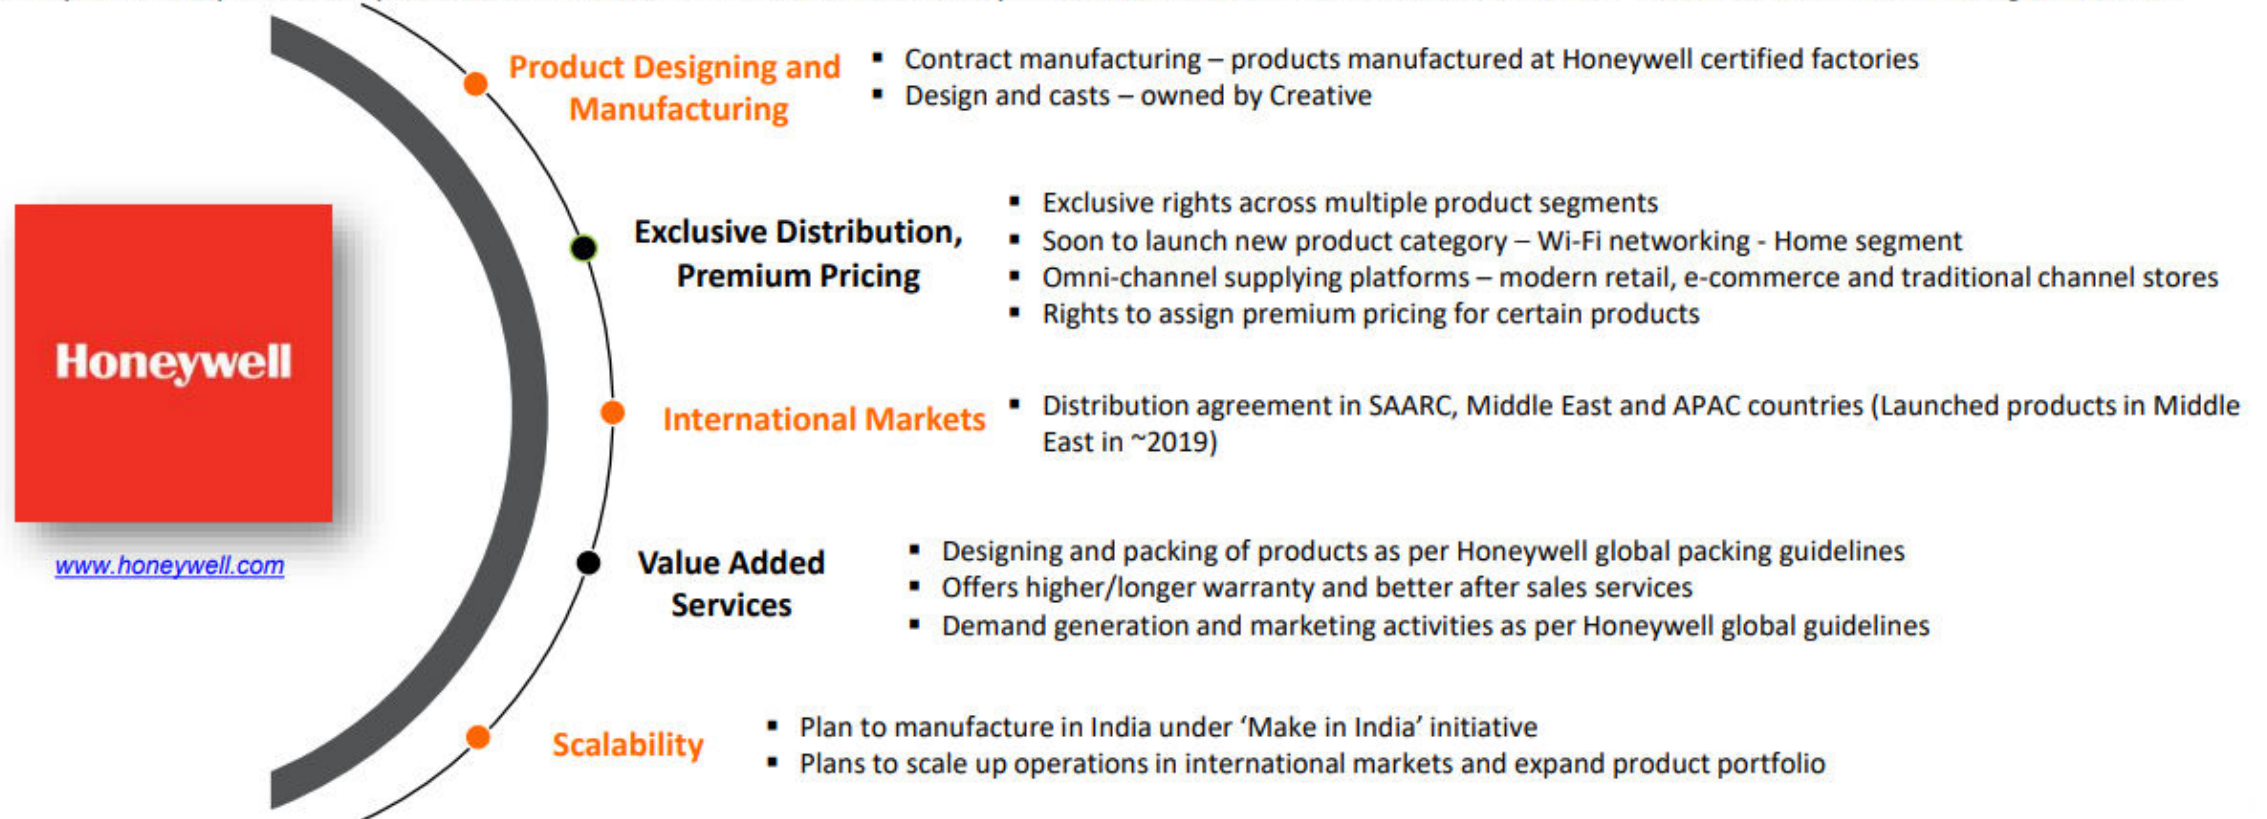 Product Designing and
Manufacturing
▪ Contract manufacturing – products manufactured at Honeywell certified factories
▪ Design and casts – owned by Creative
Exclusive Distribution,
Premium Pricing
▪ Exclusive rights across multiple product segments
▪ Soon to launch new product category – Wi-Fi networking - Home segment
▪ Omni-channel supplying platforms – modern retail, e-commerce and traditional channel stores
▪ Rights to assign premium pricing for certain products
Honeywell
www.honeywell.com
International Markets
▪ Distribution agreement in SAARC, Middle East and APAC countries (Launched products in Middle
East in ~2019)
Value Added
Services
▪ Designing and packing of products as per Honeywell global packing guidelines
▪ Offers higher/longer warranty and better after sales services
▪ Demand generation and marketing activities as per Honeywell global guidelines
Scalability
▪ Plan to manufacture in India under ‘Make in India’ initiative
▪ Plans to scale up operations in international markets and expand product portfolio